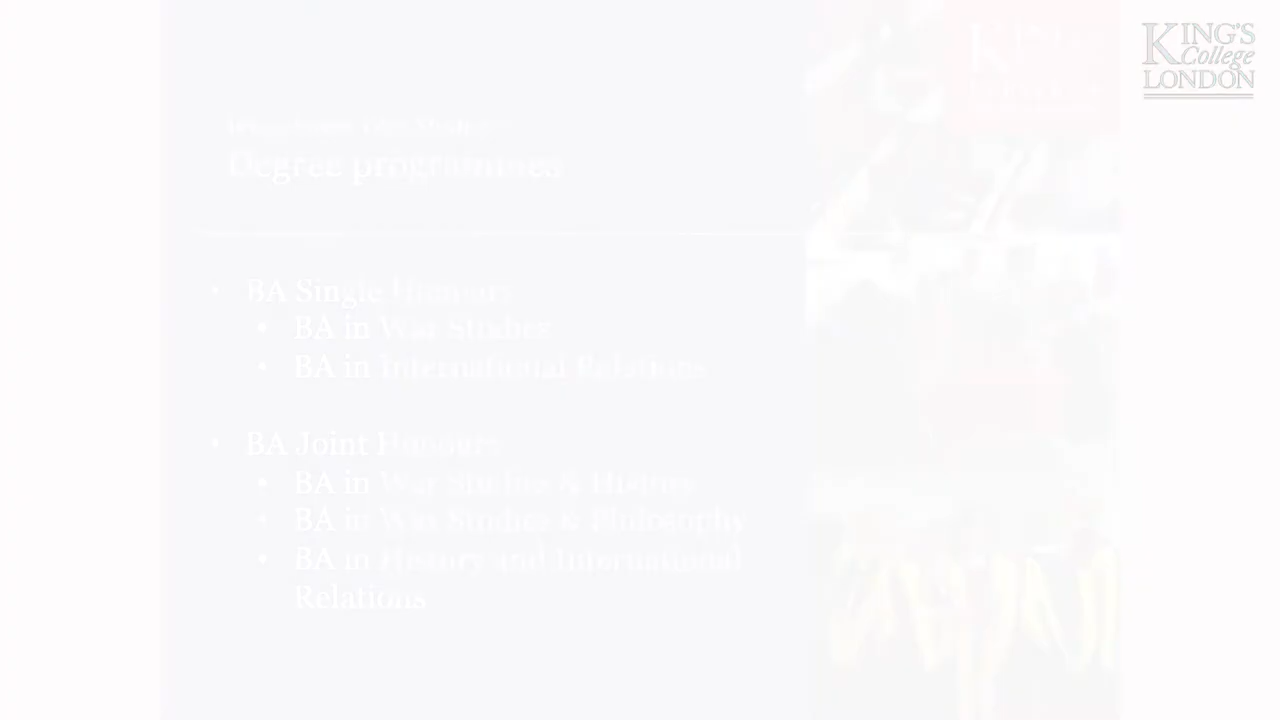 KING'S
College
LONDON
Degree programmes
• BA Single Honours
• BA in War Studies
• BA in International Relations
• BA Joint Honours
• BA in War Studies & History
• BA in War Studies & Philosophy
• BA in History and International
Relations